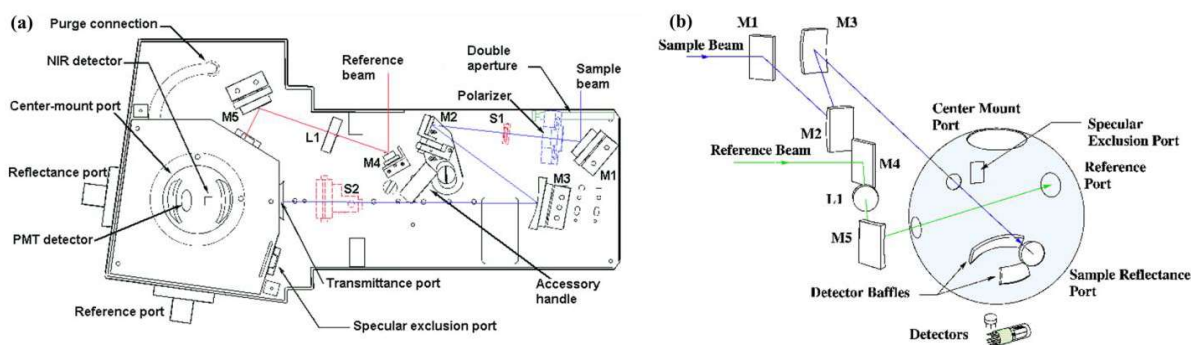 (a)
Purge connection
NIR detector
Center-mount port
Reflectance port
PMT detector
Reference port
M5
L1
Reference
beam
M4
S2
M2
Polarizer
Double
aperture
S1
Sample
beam
M1
M3
Accessory
handle
Transmittance port
Specular exclusion port
(b)
M1
M3
Sample Beam
M2
Reference Beam
M4
L1
M5
Center Mount
Port
Specular
Exclusion Port
Reference
Port
Detector Baffles
Sample Reflectance
Port
Detectors